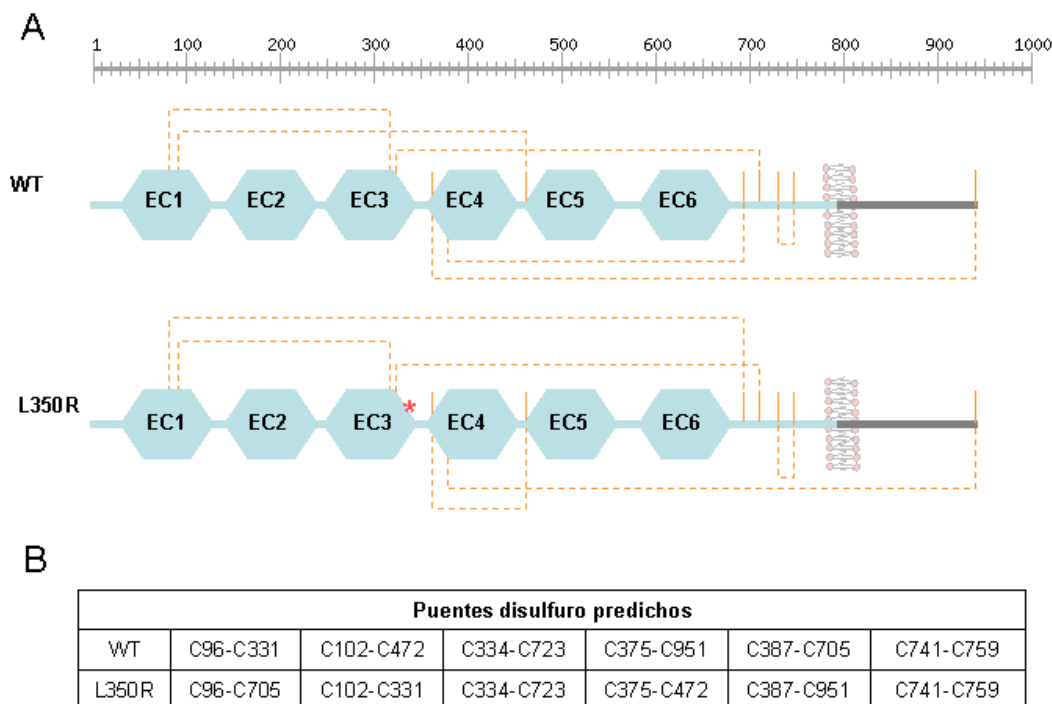 A
1 100 200 300 400 500 600 700 800 900 1000
WT EC1 EC2 EC3 EC4 EC5 EC6
*
L350R EC1 EC2 EC3 EC4 EC5 EC6
B
Puentes disulfuro predichos
WT C96-C331 C102-C472 C334-C723 C375-C951 C387-C705 C741-C759
L350R C96-C705 C102-C331 C334-C723 C375-C472 C387-C951 C741-C759